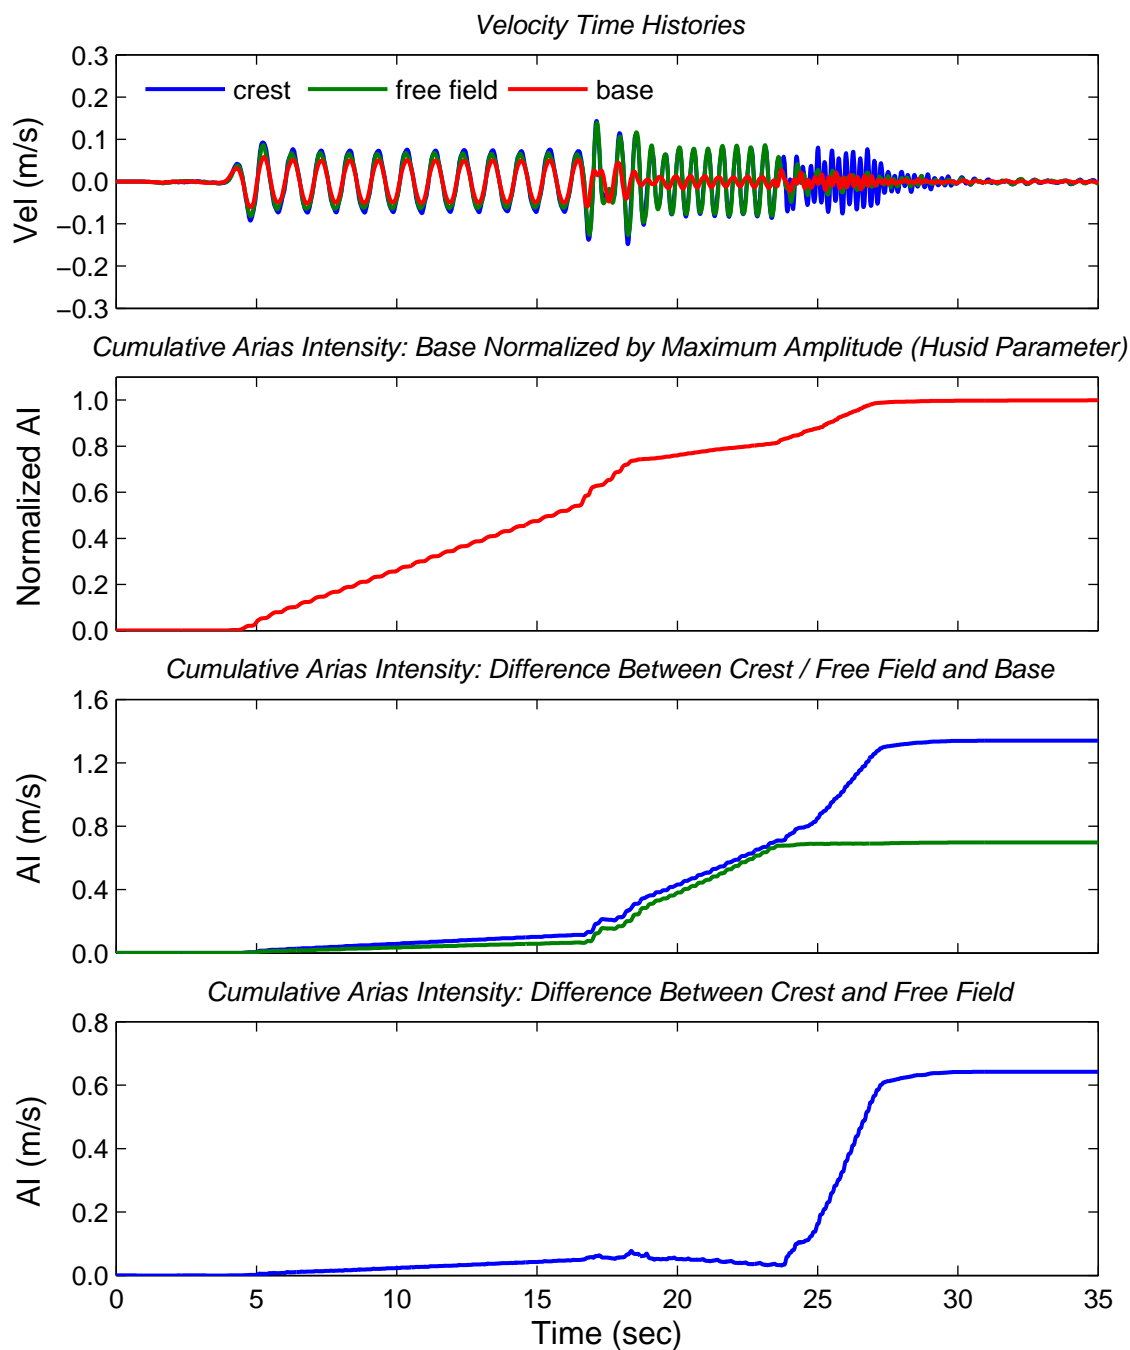 Velocity Time Histories
0.3
0.2
0.1
0.0
−0.1
−0.2
−0.3
Vel (m/s)
crest free field base
Cumulative Arias Intensity: Base Normalized by Maximum Amplitude (Husid Parameter)
1.0
0.8
0.6
0.4
0.2
0.0
Normalized AI
Cumulative Arias Intensity: Difference Between Crest / Free Field and Base
1.6
1.2
0.8
0.4
0.0
AI (m/s)
Cumulative Arias Intensity: Difference Between Crest and Free Field
0.8
0.6
0.4
0.2
0.0
AI (m/s)
0 5 10 15 20 25 30 35
Time (sec)